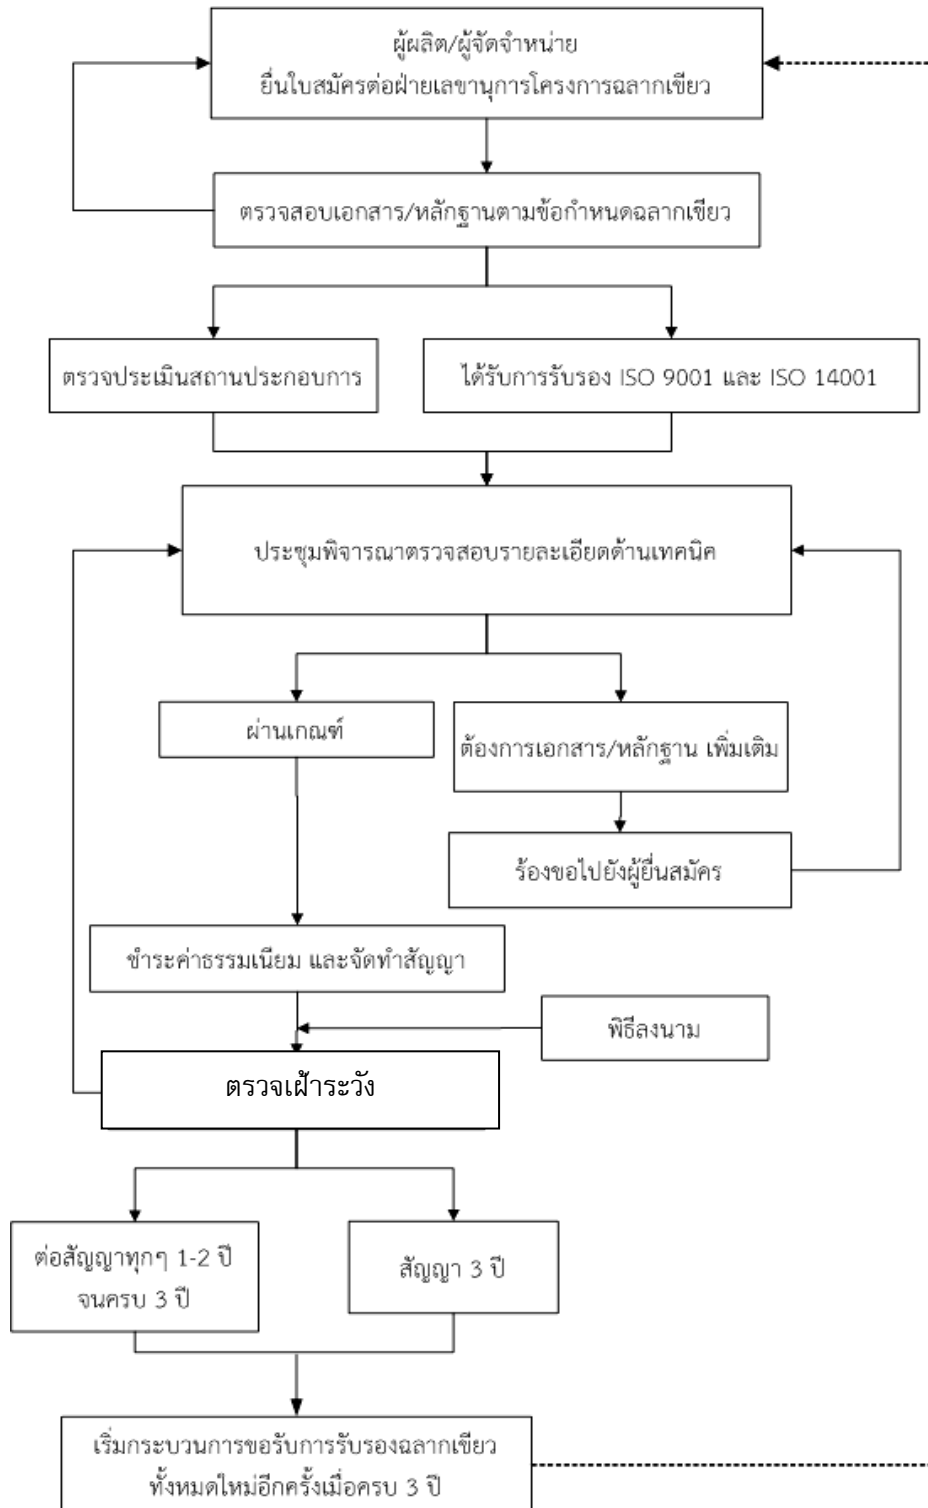 ผู้ผลิต/ผู้จัดจำหน่าย
ยื่นใบสมัครต่อฝ่ายเลขานุการโครงการฉลากเขียว
ตรวจสอบเอกสาร/หลักฐานตามข้อกำหนดฉลากเขียว
ตรวจประเมินสถานประกอบการ
ได้รับการรับรอง ISO 9001 และ ISO 14001
ประชุมพิจารณาตรวจสอบรายละเอียดด้านเทคนิค
ผ่านเกณฑ์
ต้องการเอกสาร/หลักฐาน เพิ่มเติม
ร้องขอไปยังผู้ยื่นสมัคร
ชำระค่าธรรมเนียม และจัดทำสัญญา
พิธีลงนาม
ตรวจเฝ้าระวัง
ต่อสัญญาทุกๆ 1-2 ปี
จนครบ 3 ปี
สัญญา 3 ปี
เริ่มกระบวนการขอรับการรับรองฉลากเขียว
ทั้งหมดใหม่อีกครั้งเมื่อครบ 3 ปี